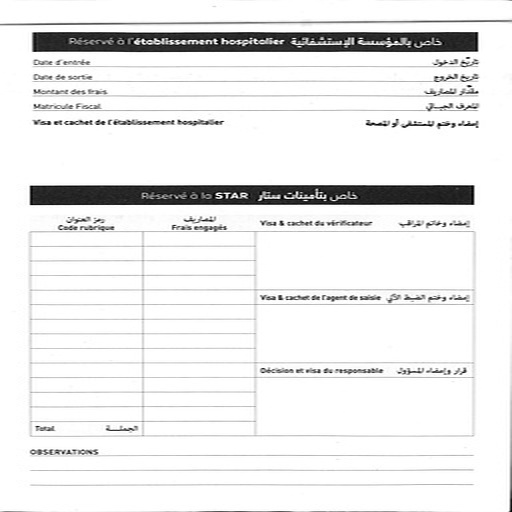 Réservé à l'établissement hospitalier خاص بالمؤسسة الإستشفائية
Date d'entrée تاريخ الدخول
Date de sortie تاريخ الخروج
Montant des frais مقدار المصاريف
Matricule Fiscal المعرف الجبائي
Visa et cachet de l'établissement hospitalier إمضاء وختم المستشفى أو المصحة
Réservé à la STAR خاص بتأمينات ستار
رمز العنوان المصاريف
Code rubrique Frais engagés Visa & cachet du vérificateur إمضاء وخاتم المراقب
Visa & cachet de l'agent de saisie إمضاء وختم الضبط الآلي
Décision et visa du responsable قرار وإمضاء المسؤول
Total الجملـــة
OBSERVATIONS